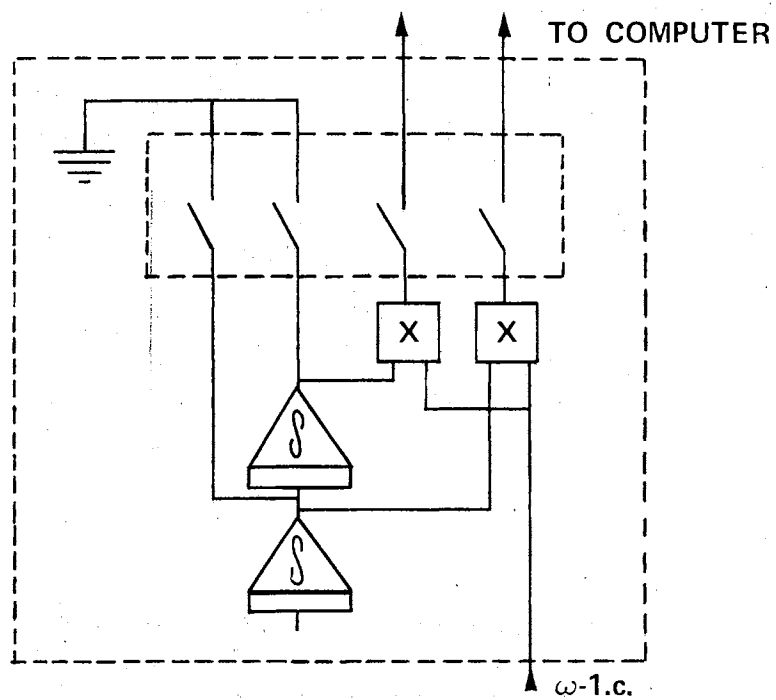 TO COMPUTER
X X
∫
∫
ω-1.c.